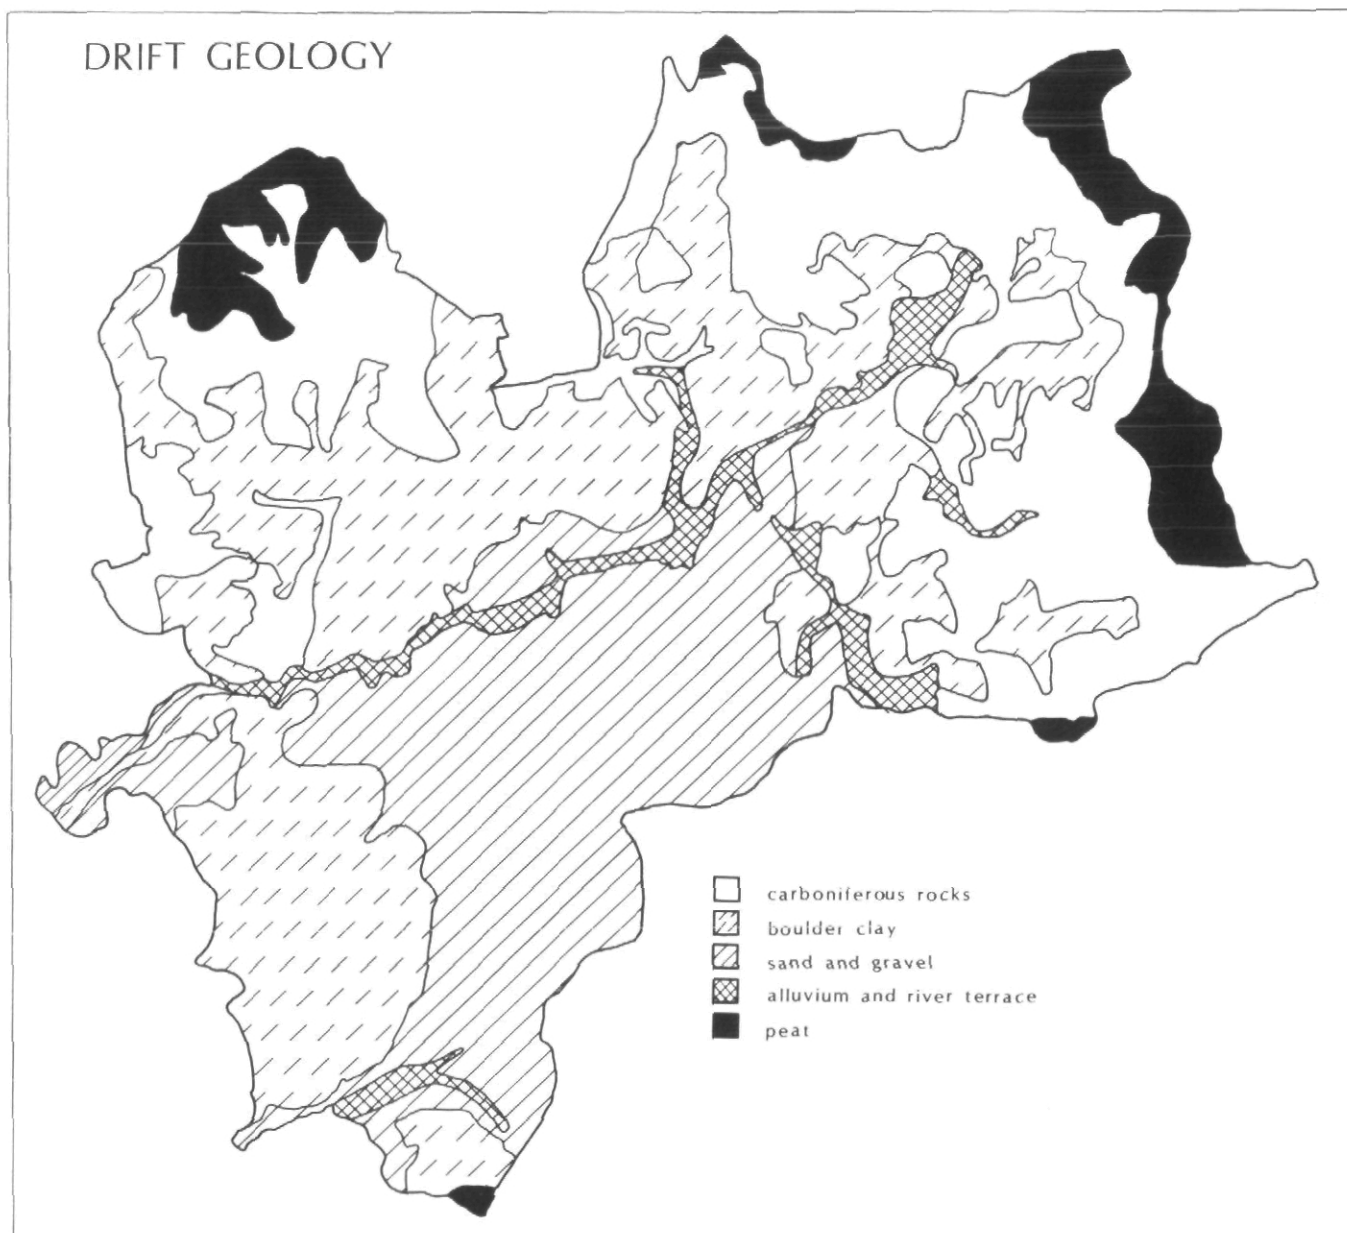 DRIFT GEOLOGY
carboniferous rocks
boulder clay
sand and gravel
alluvium and river terrace
peat